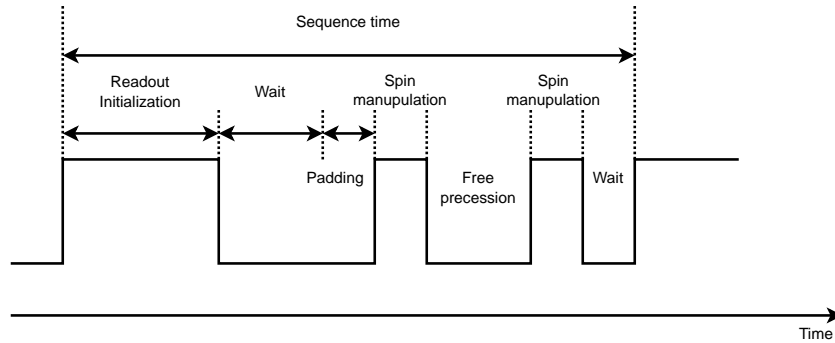 Sequence time
Readout
Initialization
Wait
Spin
manupulation
Spin
manupulation
Padding
Free
precession
Wait
Time